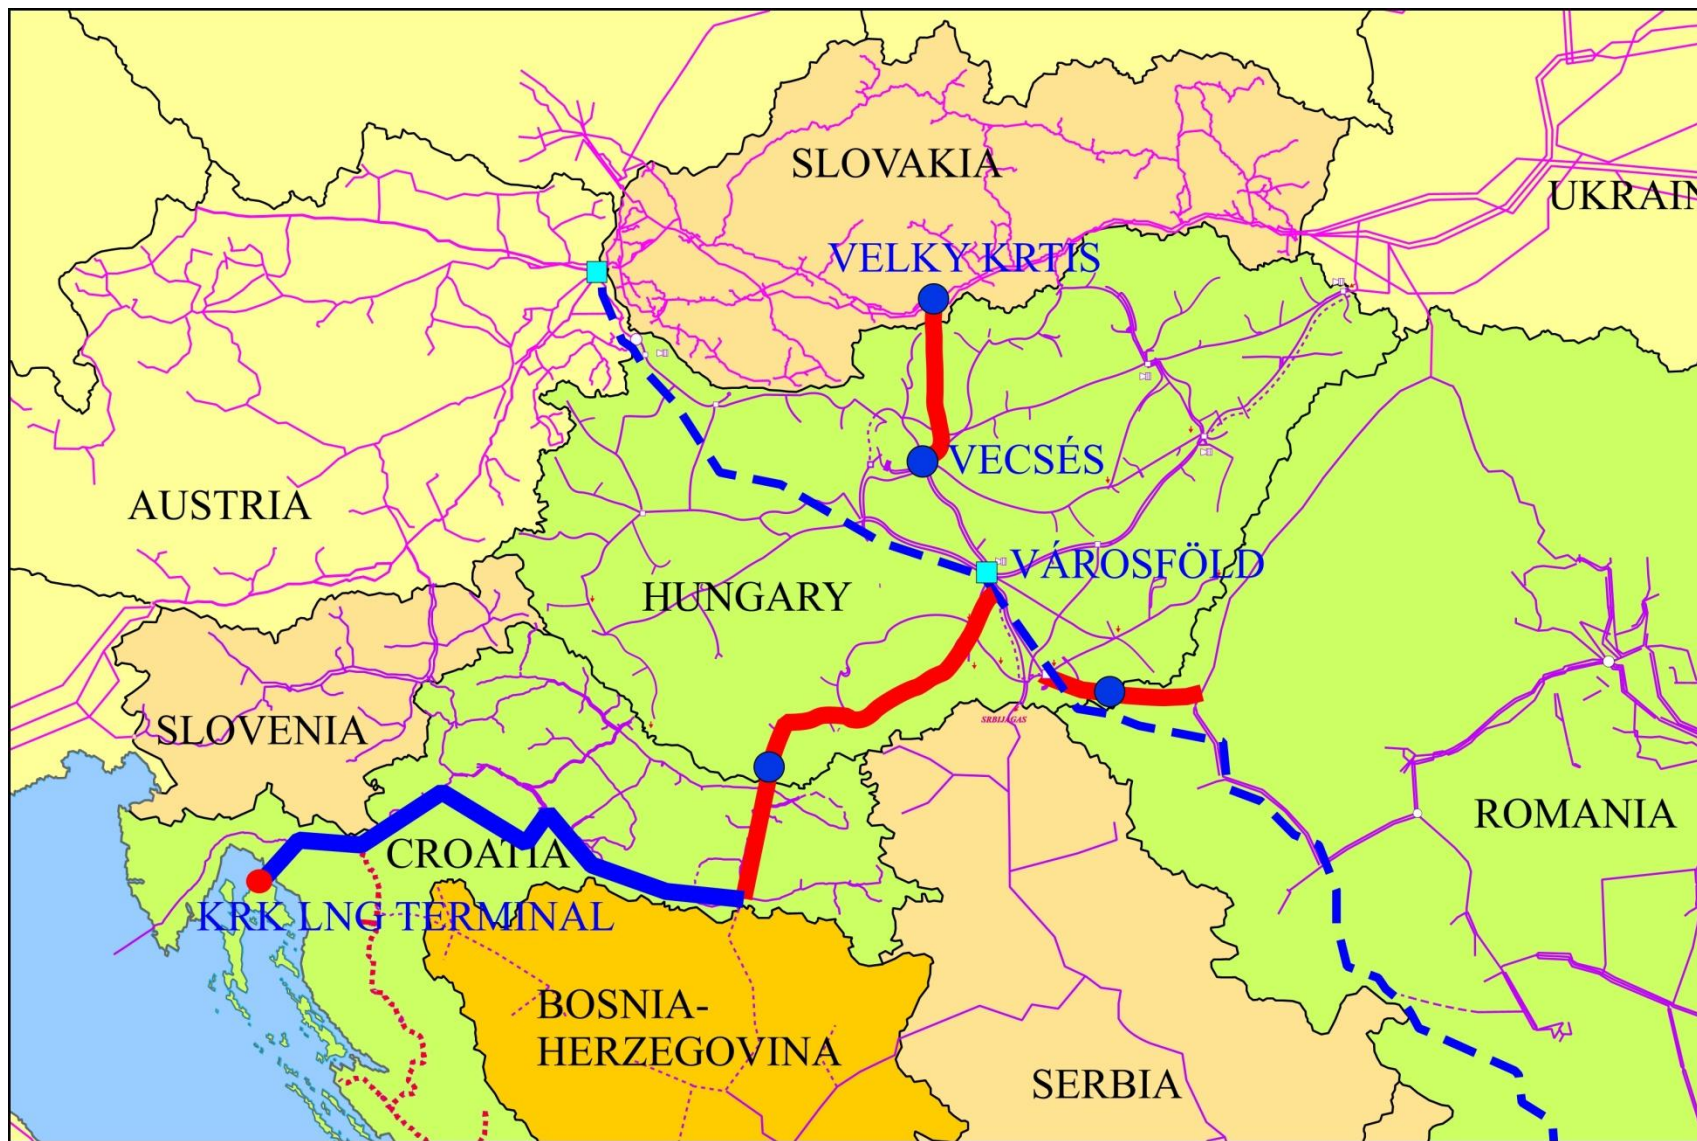 SLOVAKIA
UKRAIN
VELKY KRTIS
VECSÉS
AUSTRIA
VÁROSFÖLD
HUNGARY
SLOVENIA
SRBIJAGAS
ROMANIA
CROATIA
KRK LNG TERMINAL
BOSNIA-
HERZEGOVINA
SERBIA